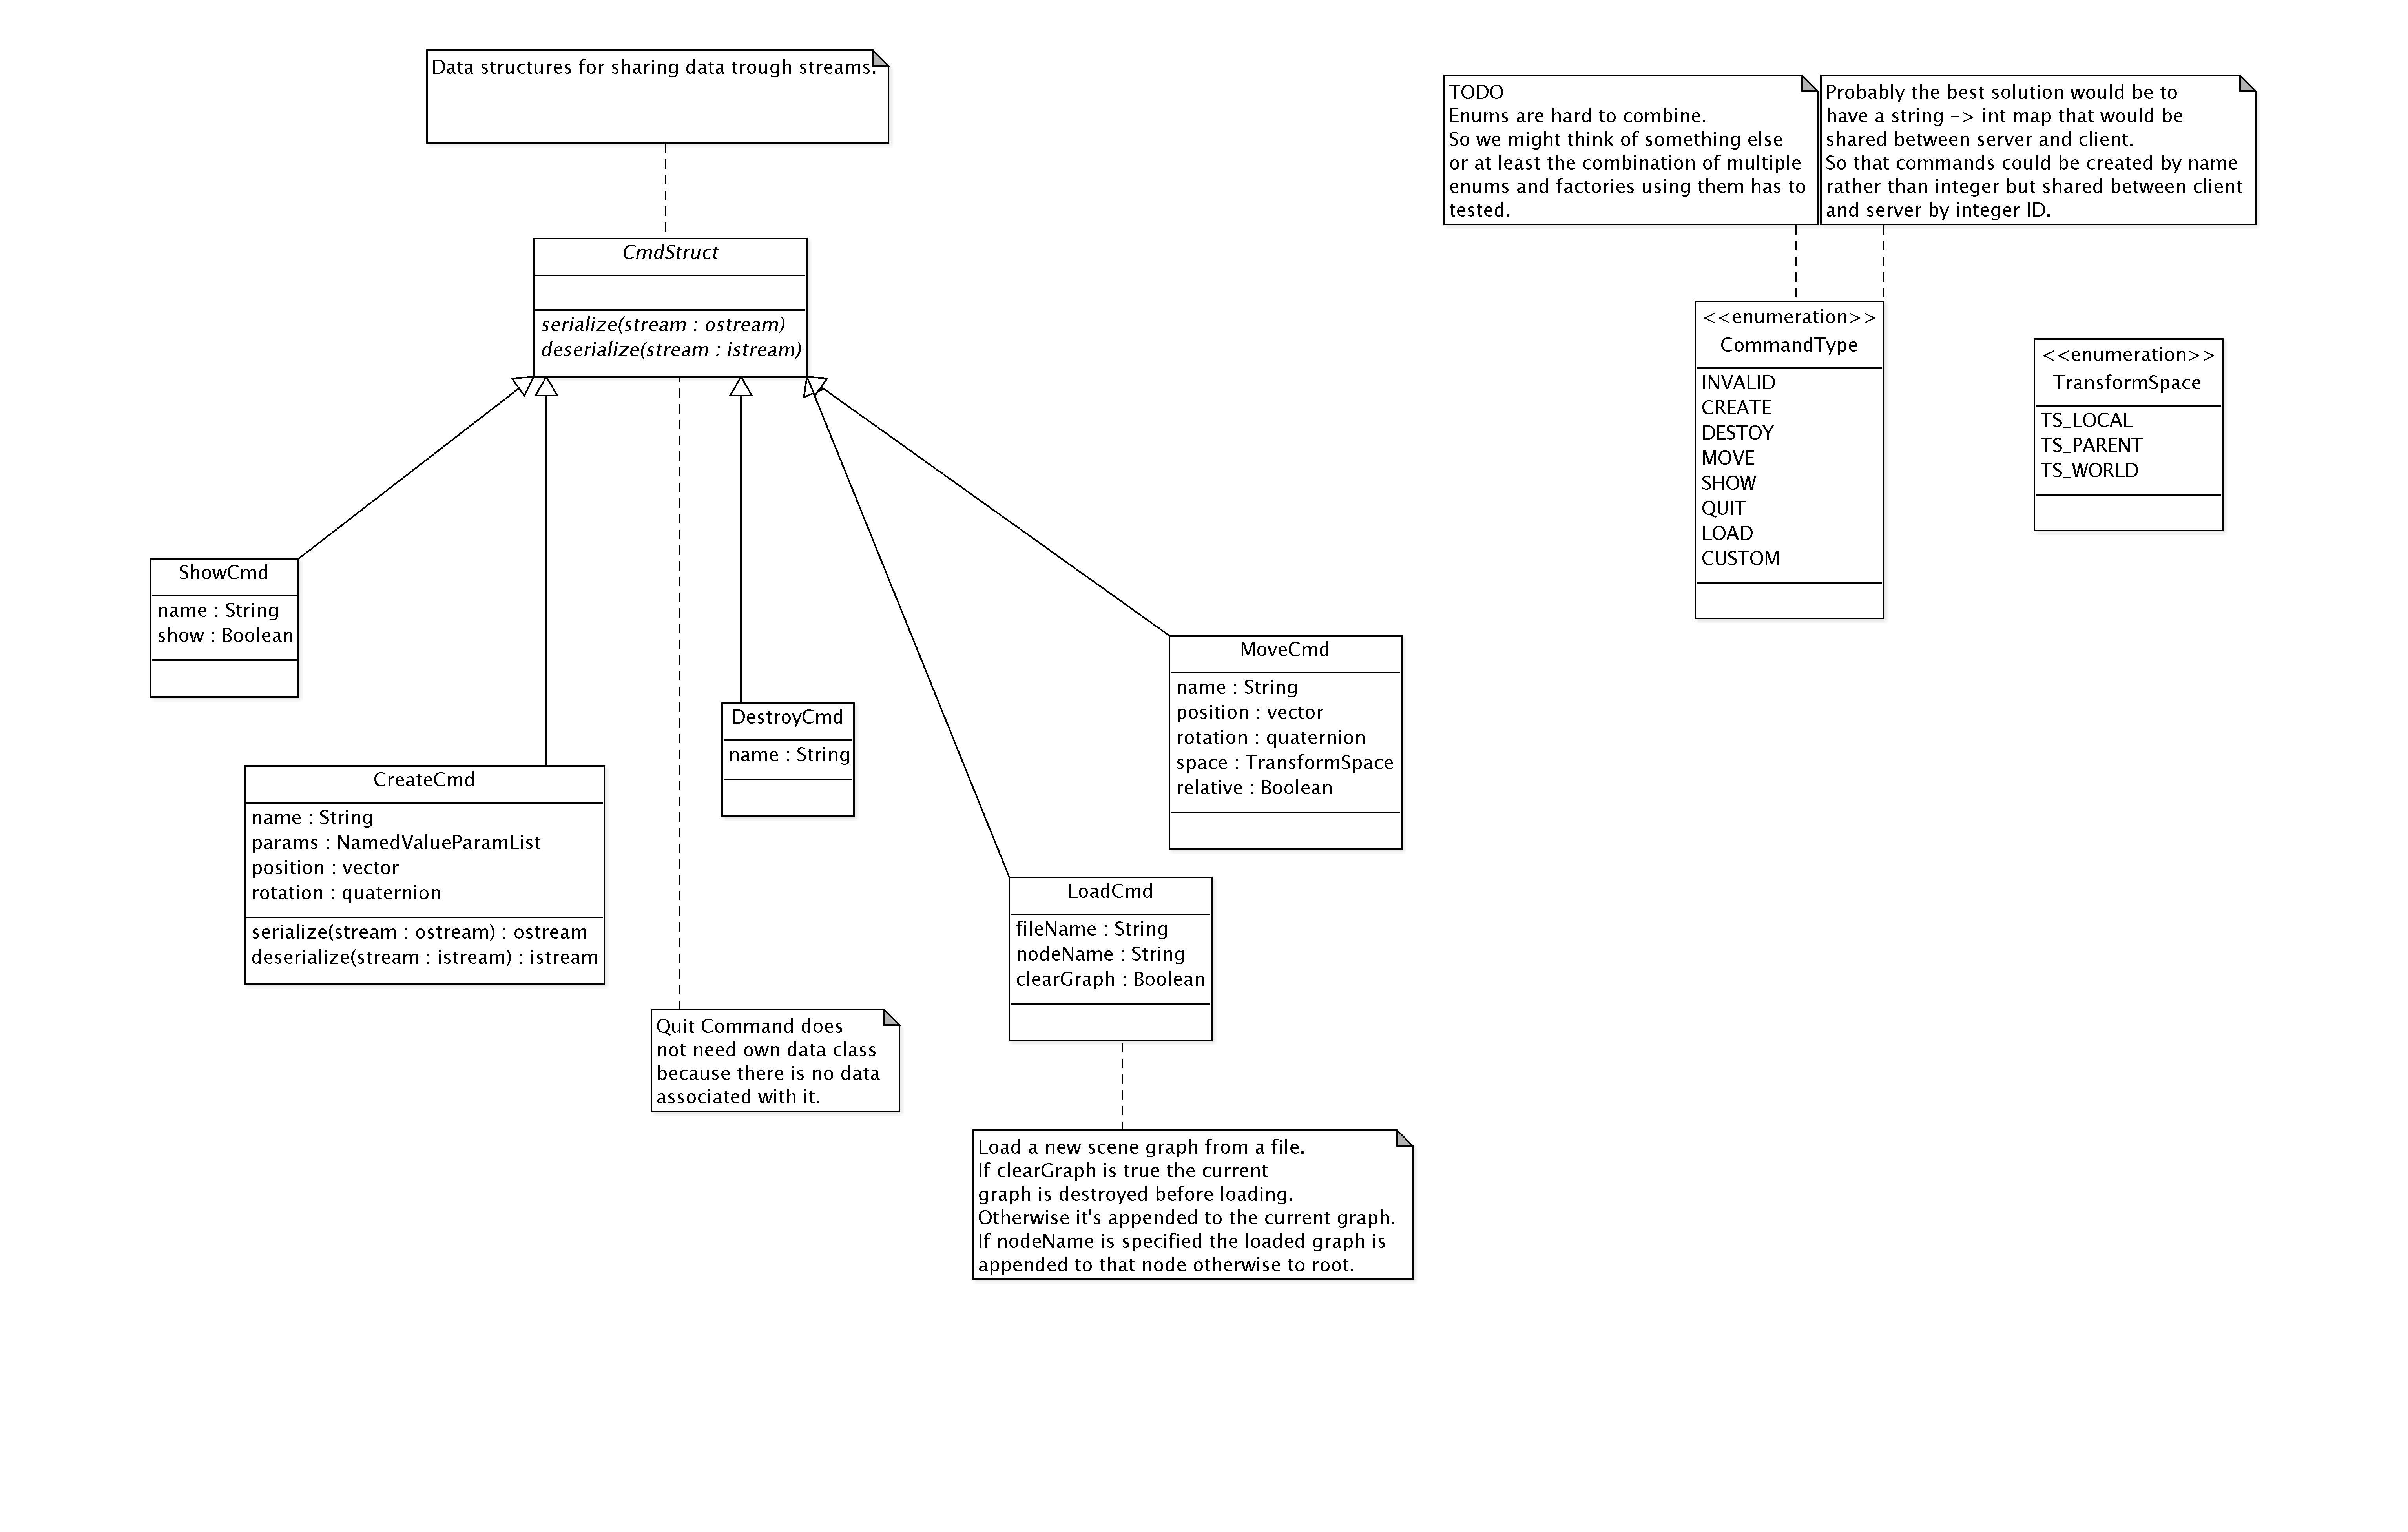 Data structures for sharing data trough streams.
TODO
Enums are hard to combine.
So we might think of something else
or at least the combination of multiple
enums and factories using them has to
tested.
Probably the best solution would be to
have a string -> int map that would be
shared between server and client.
So that commands could be created by name
rather than integer but shared between client
and server by integer ID.
CmdStruct
serialize(stream : ostream)
deserialize(stream : istream)
<<enumeration>>
CommandType
INVALID
CREATE
DESTOY
MOVE
SHOW
QUIT
LOAD
CUSTOM
<<enumeration>>
TransformSpace
TS_LOCAL
TS_PARENT
TS_WORLD
ShowCmd
name : String
show : Boolean
MoveCmd
name : String
position : vector
rotation : quaternion
space : TransformSpace
relative : Boolean
DestroyCmd
name : String
CreateCmd
name : String
params : NamedValueParamList
position : vector
rotation : quaternion
serialize(stream : ostream) : ostream
deserialize(stream : istream) : istream
LoadCmd
fileName : String
nodeName : String
clearGraph : Boolean
Quit Command does
not need own data class
because there is no data
associated with it.
Load a new scene graph from a file.
If clearGraph is true the current
graph is destroyed before loading.
Otherwise it's appended to the current graph.
If nodeName is specified the loaded graph is
appended to that node otherwise to root.